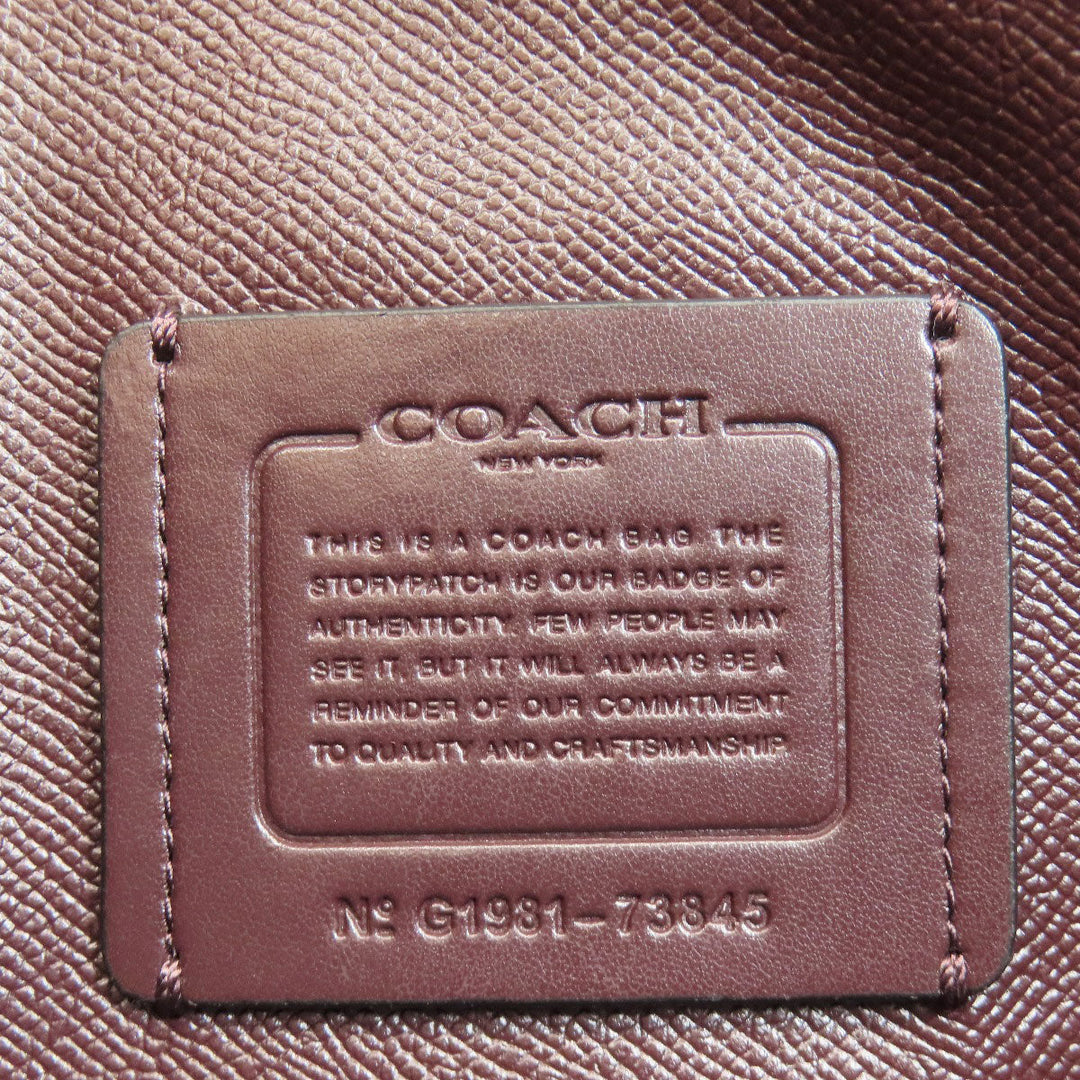 COACH
NEW YORK
THIS IS A COACH BAG. THE
STORYPATCH IS OUR BADGE OF
AUTHENTICITY. FEW PEOPLE MAY
SEE IT, BUT IT WILL ALWAYS BE A
REMINDER OF OUR COMMITMENT
TO QUALITY AND CRAFTSMANSHIP.
Nº G1981-73845